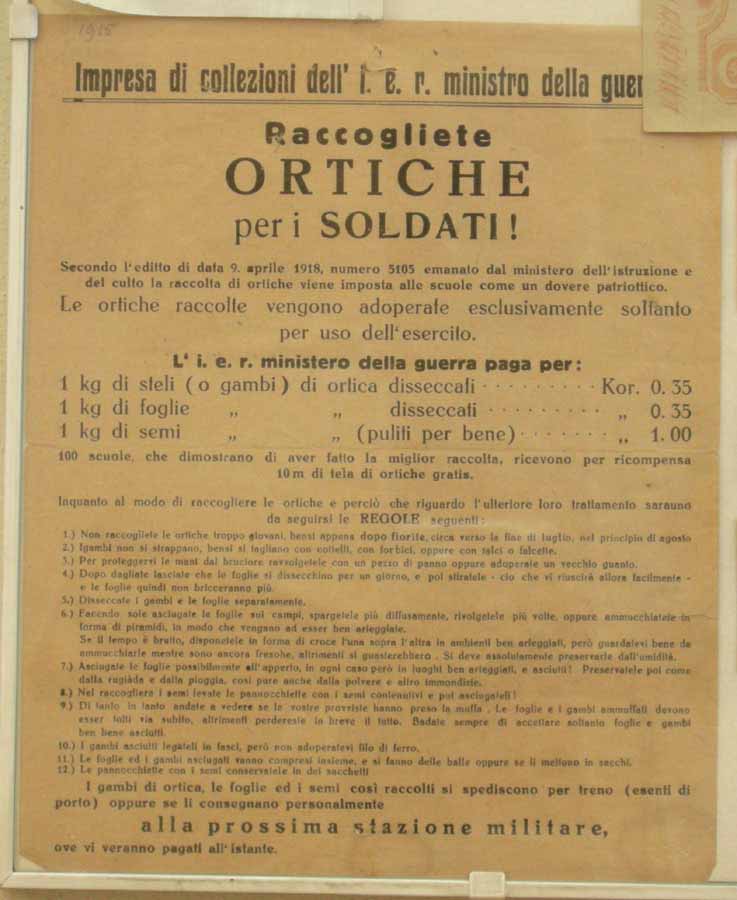 1915
Impresa di collezioni dell' i. e. r. ministro della
Raccogliete
ORTICHE
per i SOLDATI!
Secondo l'editto di data 9. aprile 1918, numero 5105 emanato dal ministero dell'istruzione e
del culto la raccolta di ortiche viene imposta alle scuole come un dovere patriottico.
Le ortiche raccolte vengono adoperate esclusivamente soltanto
per uso dell'esercito.
L' i. e. r. ministero della guerra paga per:
1 kg di steli (o gambi) di ortica disseccati · · · · · · · · · Kor. 0.35
1 kg di foglie „ „ disseccati · · · · · · · · · „ 0.35
1 kg di semi „ „ (puliti per bene) · · · · · · · „ 1.00
100 scuole, che dimostrano di aver fatto la miglior raccolta, ricevono per ricompensa
10 m di tela di ortiche gratis.
Inquanto al modo di raccogliere le ortiche e perciò che riguardo l'ulteriore loro trattamento sarauno
da seguirsi le REGOLE seguenti:
1.) Non raccogliete le ortiche troppo giovani, bensì appena dopo fiorite, circa verso la fine di luglio, nel principio di agosto
2.) Igambi non si strappano, bensì si tagliano con coltelli, con forbici, oppure con falci o falcette.
3.) Per proteggervi le mani dal bruciore ravvolgetele con un pezzo di panno oppure adoperate un vecchio guanto.
4.) Dopo dagliate lasciate che le foglie si dissecchino per un giorno, e poi stiratele - cio che vi riuscirà allora facilmente -
e le foglie quindi non bricceranno più.
5.) Disseccate i gambi e le foglie separatamente.
6.) Facendo sole asciugate le foglie sui campi, spargetele più diffusamente, rivolgetele più volte, oppure ammucchiatele in
forma di piramidi, in modo che vengano ad esser ben arieggiate.
Se il tempo è brutto, disponetele in forma di croce l'una sopra l'altra in ambienti ben arieggiati, però guardatevi bene da
ammucchiarle mentre sono ancora fresohe, altrimenti si guasterebbero. Si deve assolutamente preservarle dall'umidità.
7.) Asciugate le foglie possibilmente all'apperto, in ogni caso però in luoghi ben arieggiati, e asciutti! Preservatele poi come
dalla rugiàda e dalla pioggia, così pure anche dalla polvere e altro immondizie.
8.) Nel raccogliera i semi levate le pannocchiette con i semi contenutivi e poi asciugateli!
9.) Di tanto in tanto andate a vedere se le vostre provviste hanno preso la muffa. Le foglie e i gambi ammuffati devono
esser tolti via subito, altrimenti perdereste in breve il tutto. Badate sempre di accettare soltanto foglie e gambi
ben bene asciutti.
10.) I gambi asciutti legateli in fasci, però non adoperatevi filo di ferro.
11.) Le foglie ed i gambi asciugati vanno compresi insieme, e si fanno delle balle oppure se li mettono in sacchi.
12.) Le pannocchiette con i semi conservatele in dei sacchetti
I gambi di ortica, le foglie ed i semi così raccolti si spediscono per treno (esenti di
porto) oppure se li consegnano personalmente
alla prossima stazione militare,
ove vi veranno pagati all'istante.